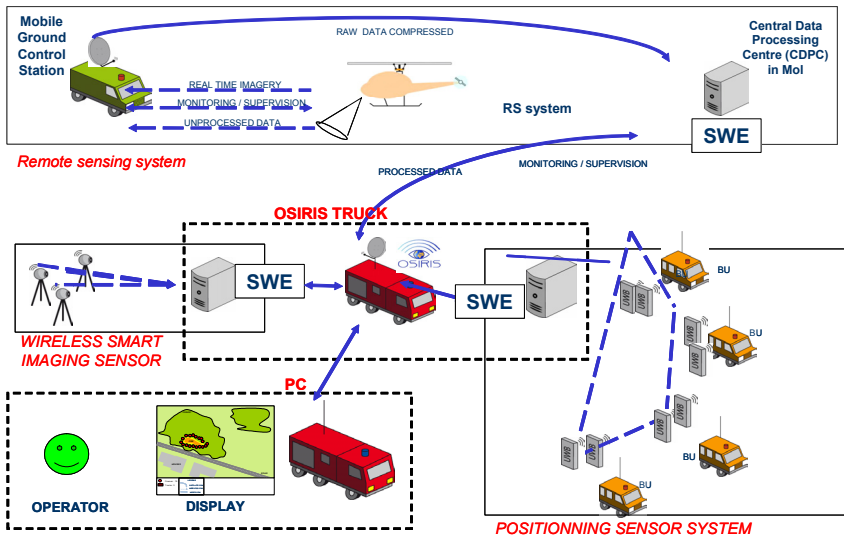 Mobile
Ground
Control
Station
RAW DATA COMPRESSED
Central Data
Processing
Centre (CDPC)
in MoI
REAL TIME IMAGERY
MONITORING / SUPERVISION
UNPROCESSED DATA
RS system
SWE
Remote sensing system
PROCESSED DATA
MONITORING / SUPERVISION
OSIRIS TRUCK
OSIRIS
SWE
SWE
WIRELESS SMART
IMAGING SENSOR
BU
BU
BU
BU
BU
UWB
UWB
UWB
UWB
UWB
UWB
UWB
UWB
PC
OPERATOR
DISPLAY
POSITIONNING SENSOR SYSTEM